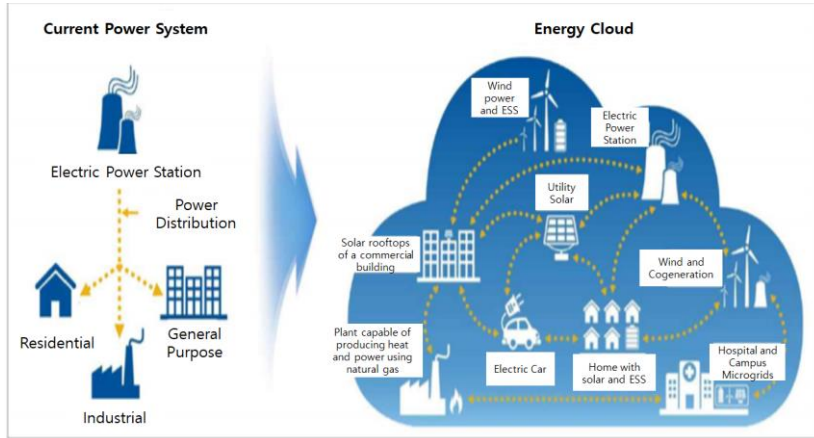 Current Power System
Electric Power Station
Power
Distribution
Residential
General
Purpose
Industrial
Energy Cloud
Wind
power
and ESS
Electric
Power
Station
Utility
Solar
Solar rooftops
of a commercial
building
Wind and
Cogeneration
Plant capable of
producing heat
and power using
natural gas
Electric Car
Home with
solar and ESS
Hospital and
Campus
Microgrids